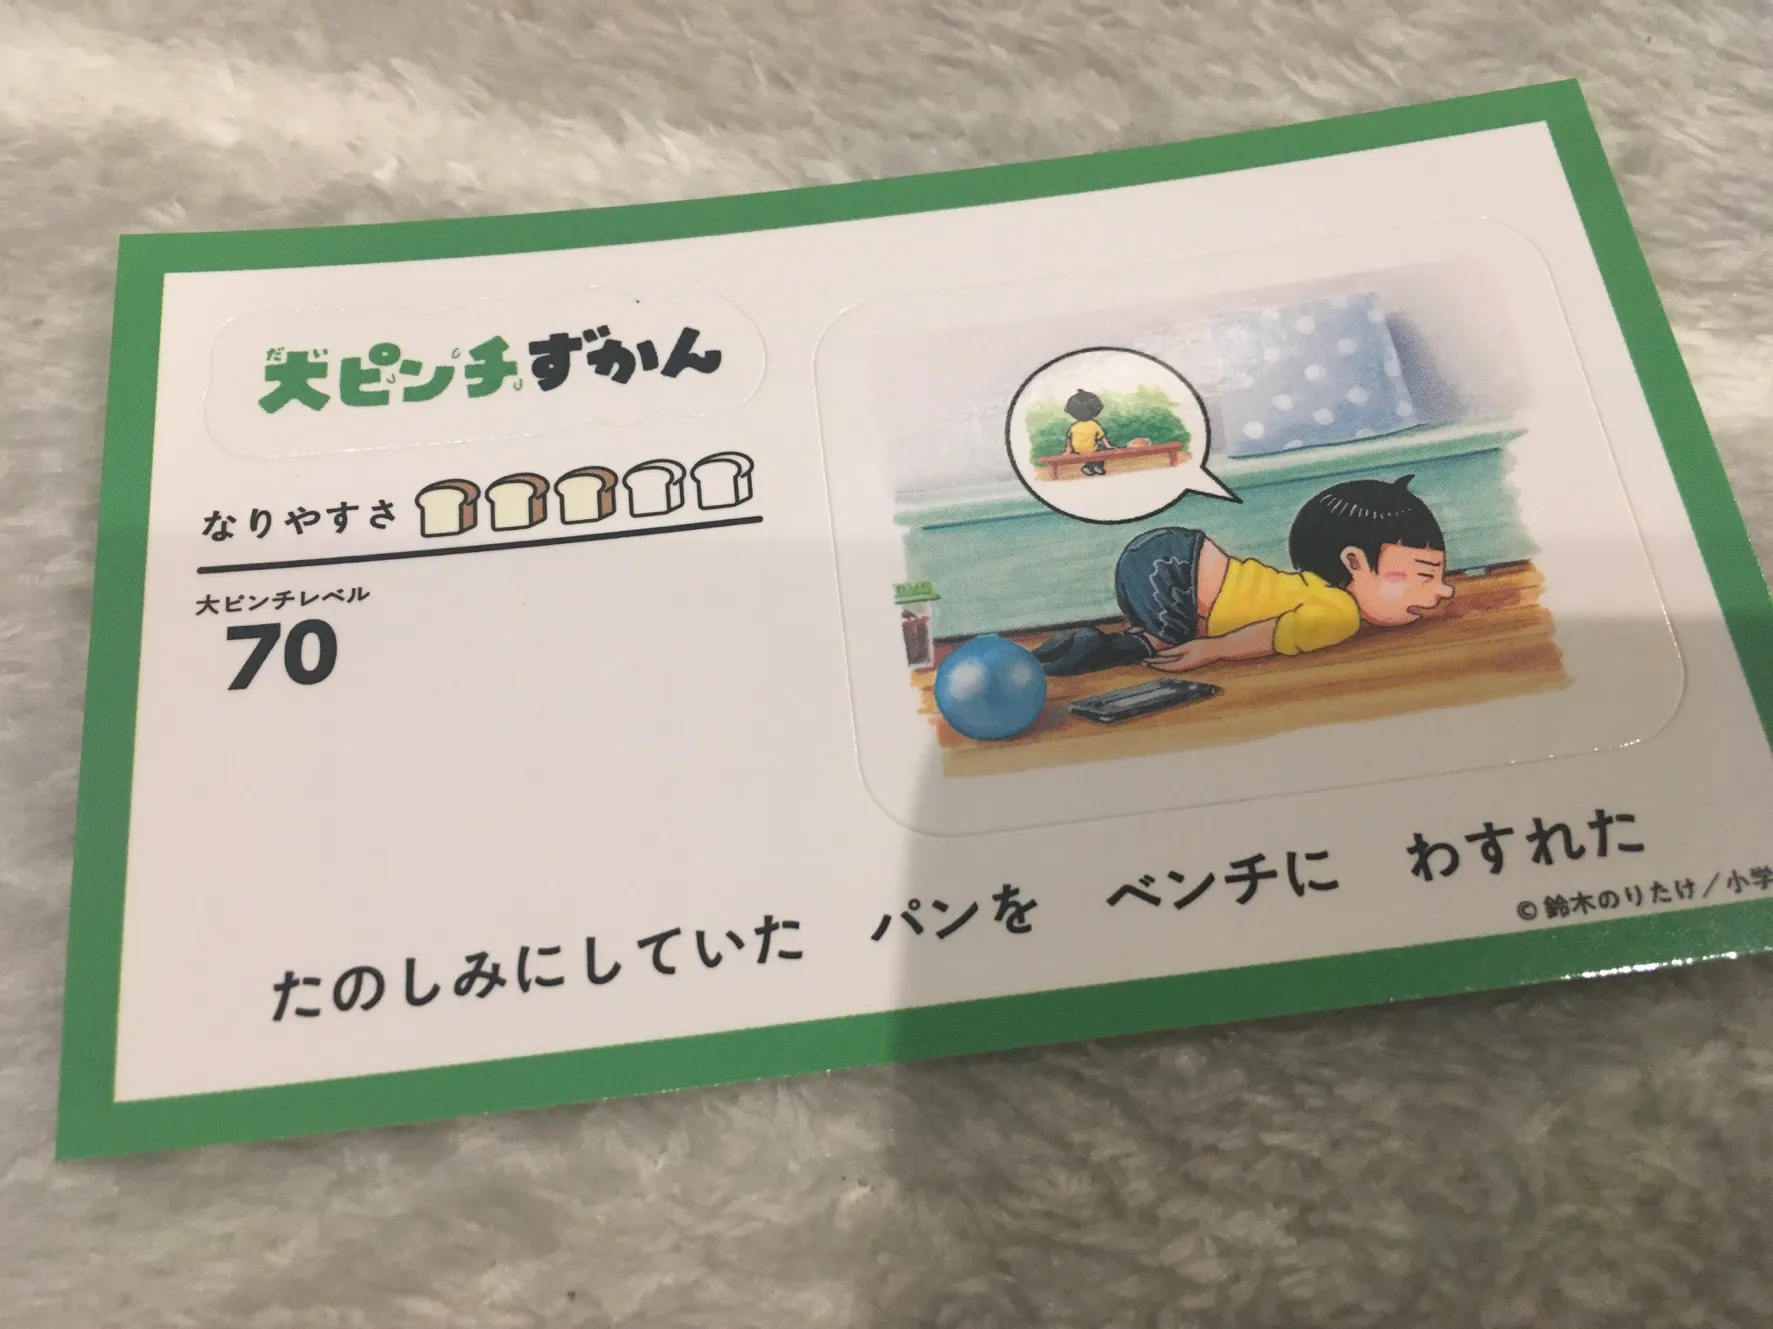 大ピンチずかん
だい
なりやすさ
大ピンチレベル
70
たのしみにしていた パンを ベンチに わすれた
©鈴木のりたけ／小学